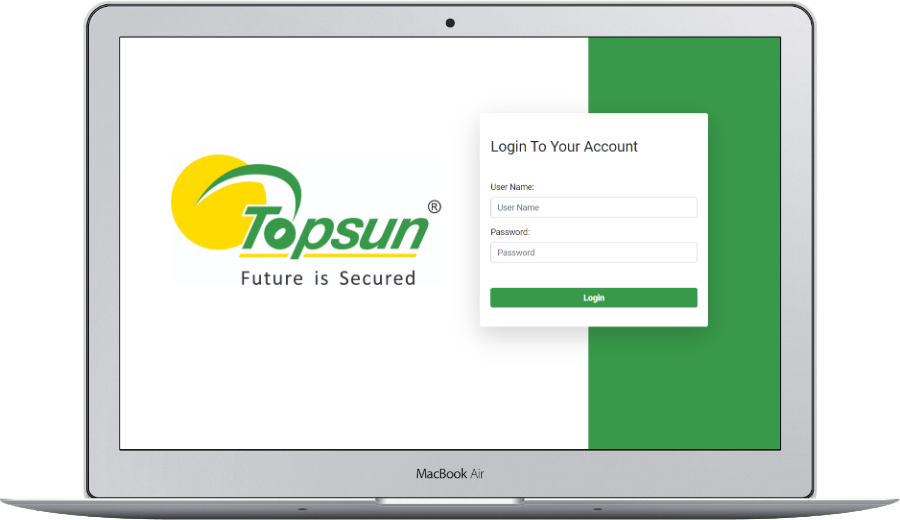 Topsun®
Future is Secured
Login To Your Account
User Name:
User Name
Password:
Password
Login
MacBook Air